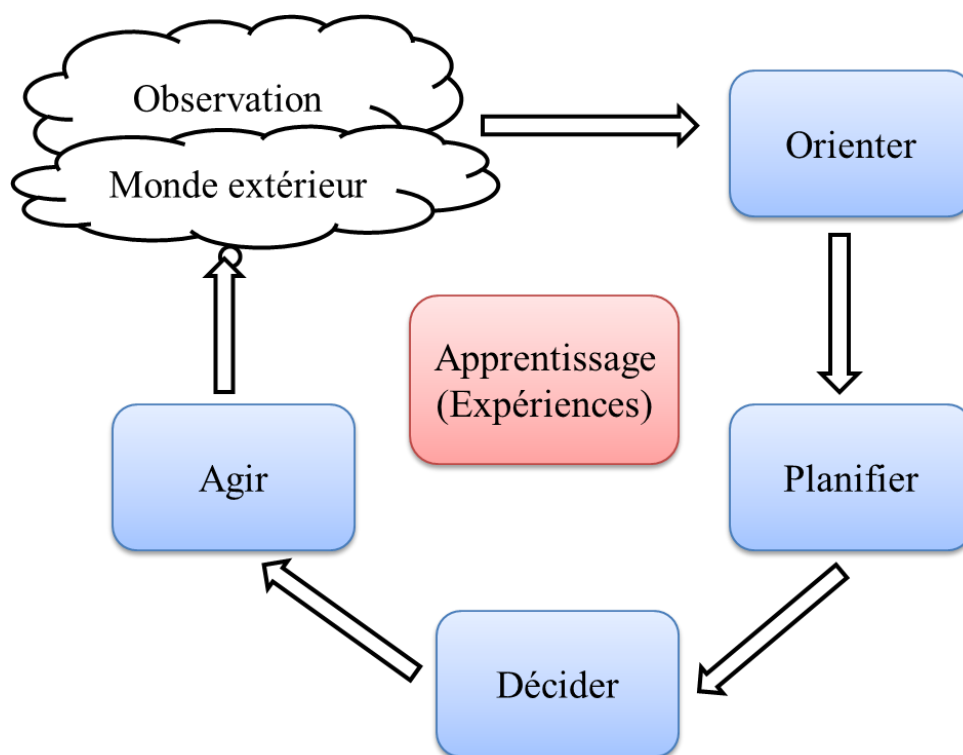 Observation
Monde extérieur
Orienter
Apprentissage
(Expériences)
Agir
Planifier
Décider